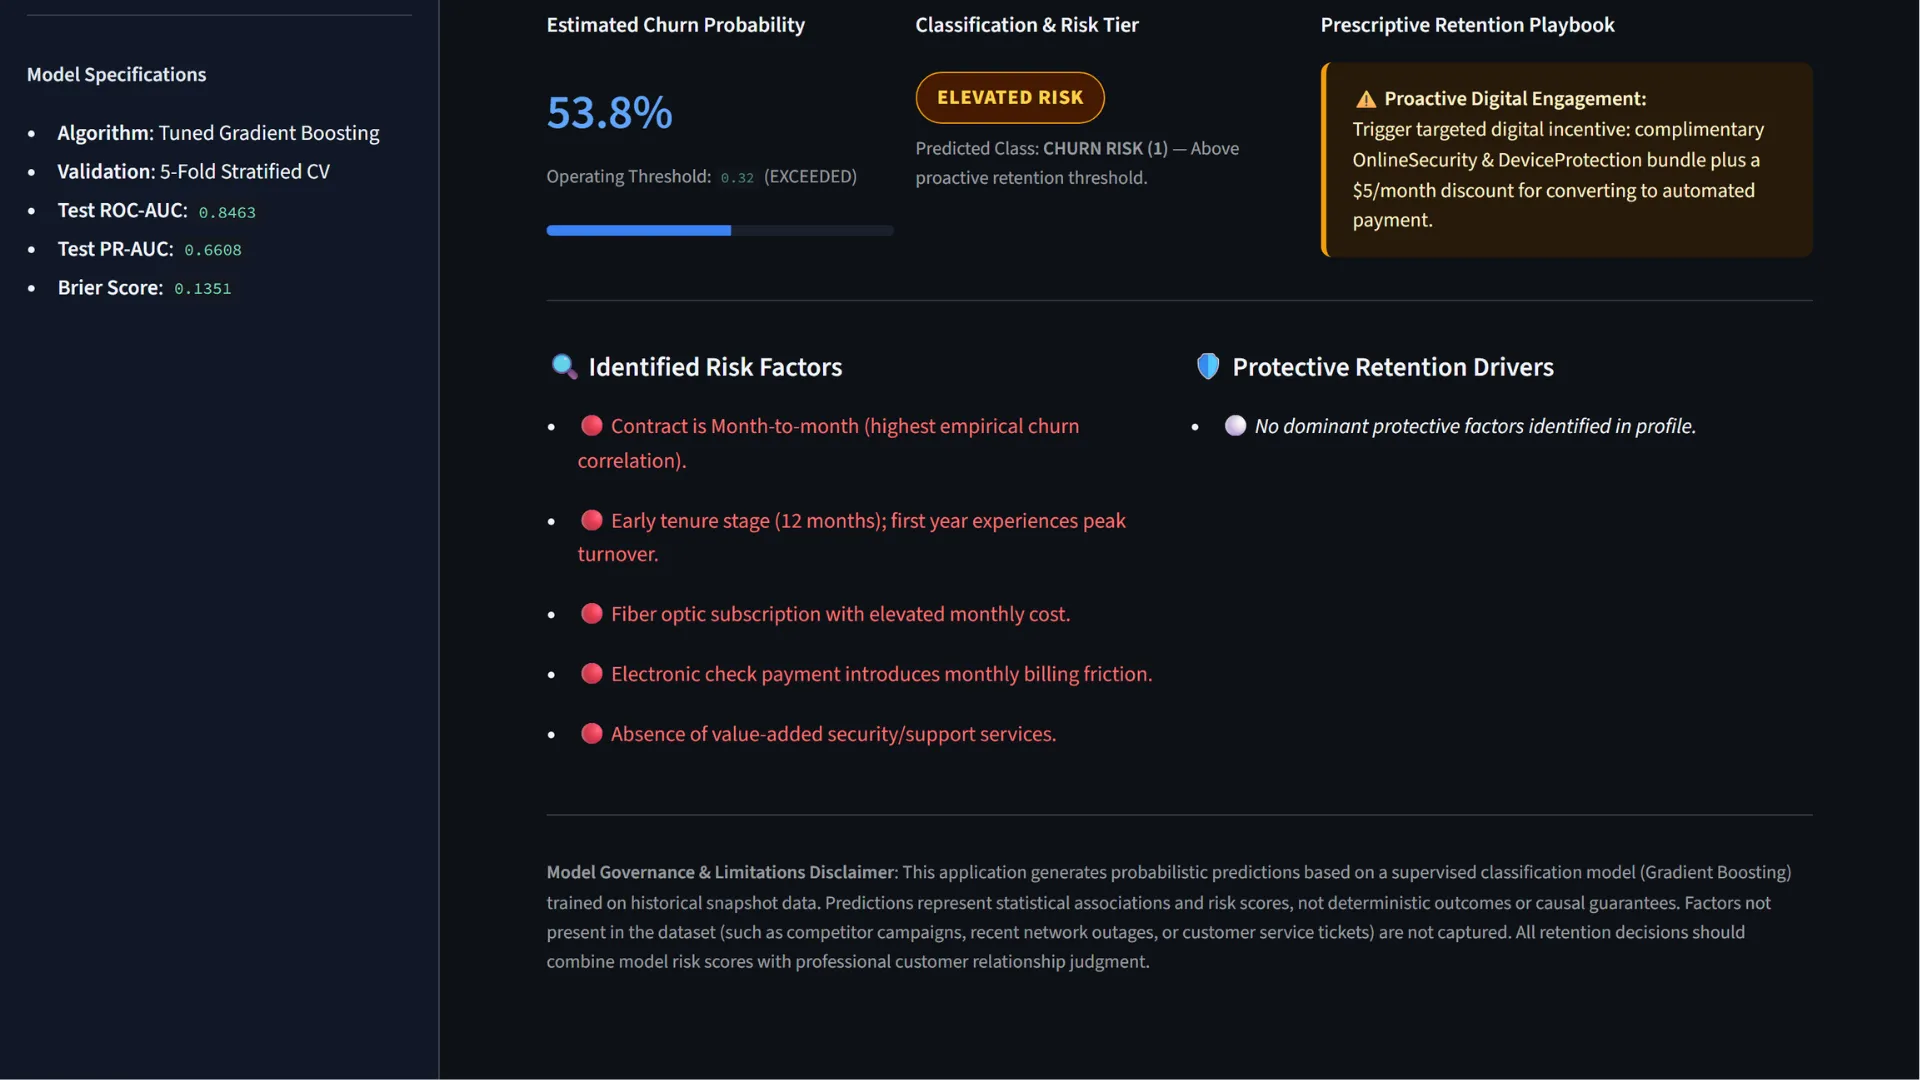 Model Specifications
• Algorithm: Tuned Gradient Boosting
• Validation: 5-Fold Stratified CV
• Test ROC-AUC: 0.8463
• Test PR-AUC: 0.6608
• Brier Score: 0.1351
Estimated Churn Probability
53.8%
Operating Threshold: 0.32 (EXCEEDED)
Classification & Risk Tier
ELEVATED RISK
Predicted Class: CHURN RISK (1) — Above
proactive retention threshold.
Prescriptive Retention Playbook
⚠️ Proactive Digital Engagement:
Trigger targeted digital incentive: complimentary
OnlineSecurity & DeviceProtection bundle plus a
$5/month discount for converting to automated
payment.
🔍 Identified Risk Factors
• 🔴 Contract is Month-to-month (highest empirical churn
correlation).
• 🔴 Early tenure stage (12 months); first year experiences peak
turnover.
• 🔴 Fiber optic subscription with elevated monthly cost.
• 🔴 Electronic check payment introduces monthly billing friction.
• 🔴 Absence of value-added security/support services.
🛡️ Protective Retention Drivers
• ⚪ No dominant protective factors identified in profile.
Model Governance & Limitations Disclaimer: This application generates probabilistic predictions based on a supervised classification model (Gradient Boosting)
trained on historical snapshot data. Predictions represent statistical associations and risk scores, not deterministic outcomes or causal guarantees. Factors not
present in the dataset (such as competitor campaigns, recent network outages, or customer service tickets) are not captured. All retention decisions should
combine model risk scores with professional customer relationship judgment.